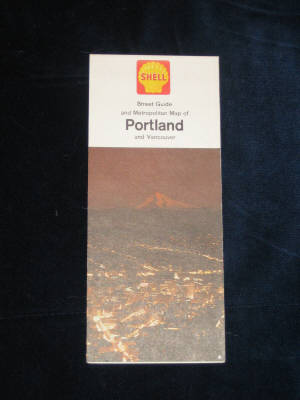 SHELL
Street Guide
and Metropolitan Map of
Portland
and Vancouver